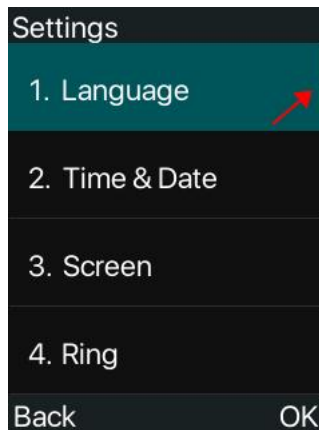 Settings
1. Language
2. Time & Date
3. Screen
4. Ring
Back OK